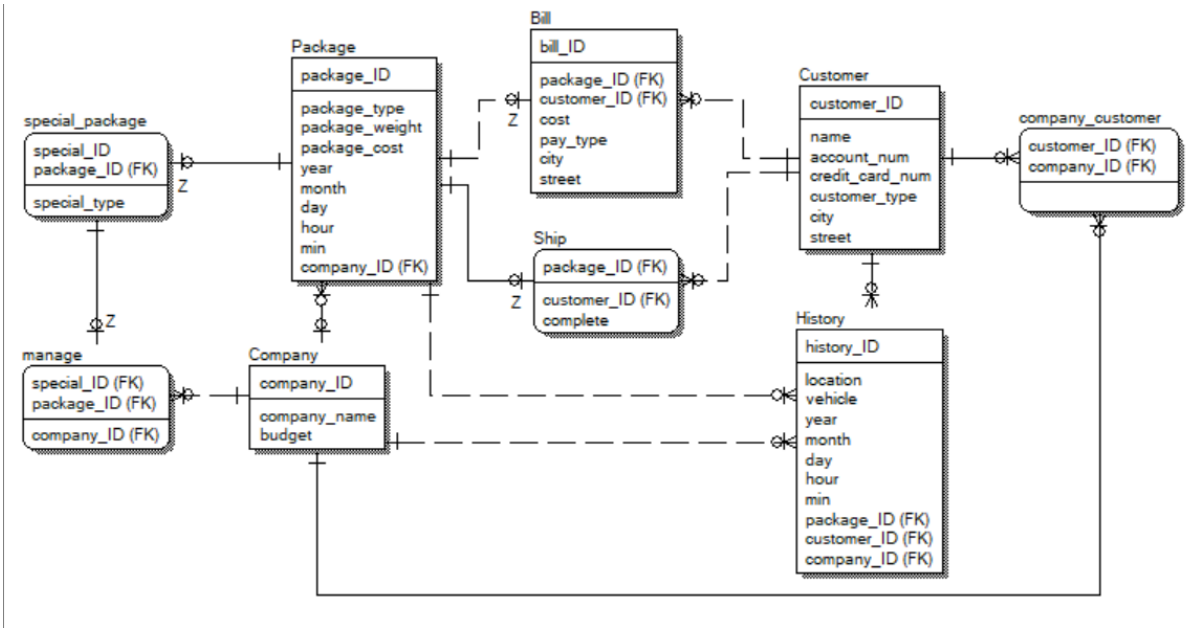 Bill
bill_ID
package_ID (FK)
customer_ID (FK)
cost
pay_type
city
street
Z
Package
package_ID
package_type
package_weight
package_cost
year
month
day
hour
min
company_ID (FK)
Customer
customer_ID
name
account_num
credit_card_num
customer_type
city
street
special_package
special_ID
package_ID (FK)
special_type
Z
company_customer
customer_ID (FK)
company_ID (FK)
Ship
package_ID (FK)
customer_ID (FK)
complete
Z
Z
manage
special_ID (FK)
package_ID (FK)
company_ID (FK)
Company
company_ID
company_name
budget
History
history_ID
location
vehicle
year
month
day
hour
min
package_ID (FK)
customer_ID (FK)
company_ID (FK)